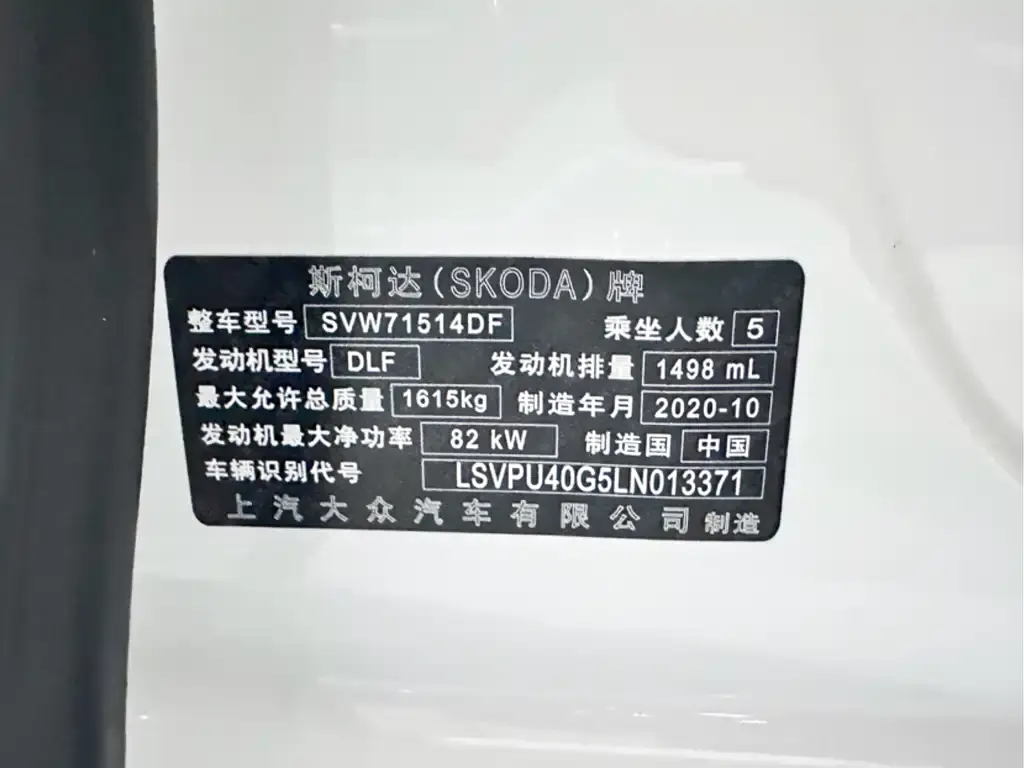 斯柯达(SKODA)牌
整车型号 SVW71514DF 乘坐人数 5
发动机型号 DLF 发动机排量 1498 mL
最大允许总质量 1615kg 制造年月 2020-10
发动机最大净功率 82 kW 制造国 中国
车辆识别代号 LSVPU40G5LN013371
上汽大众汽车有限公司 制造